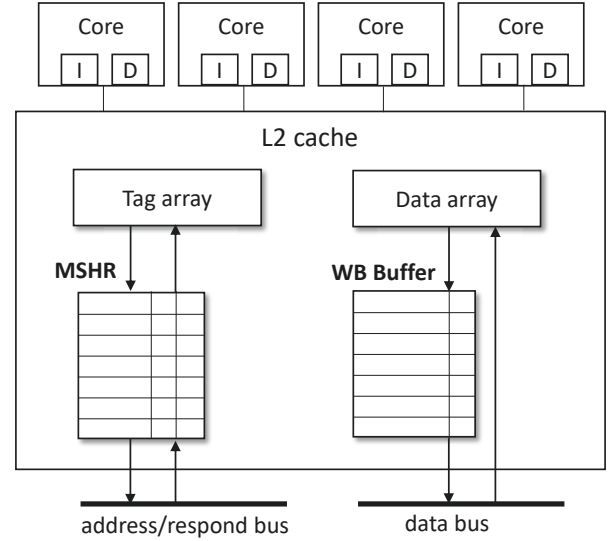 Core Core Core Core
I D I D I D I D
L2 cache
Tag array Data array
MSHR WB Buffer
address/respond bus data bus